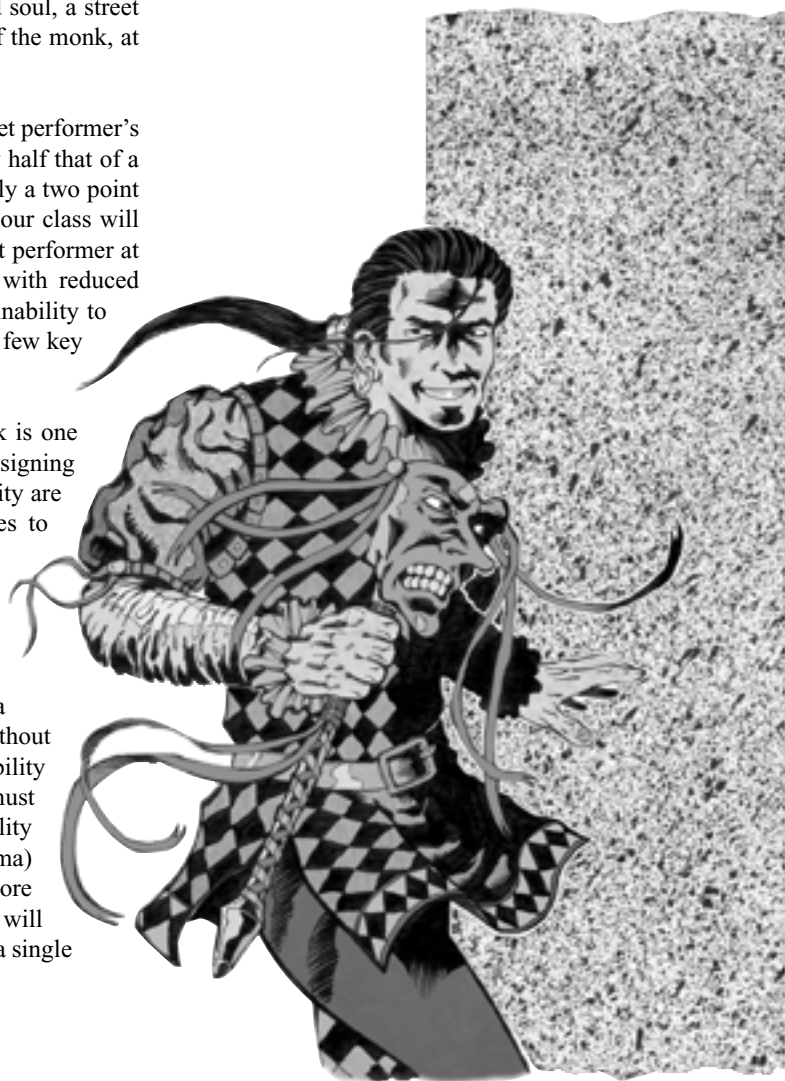 soul, a street
f the monk, at
et performer's
half that of a
ly a two point
our class will
t performer at
with reduced
nability to
few key
k is one
signing
ity are
es to
a
thout
bility
nust
lity
ma)
ore
will
a single